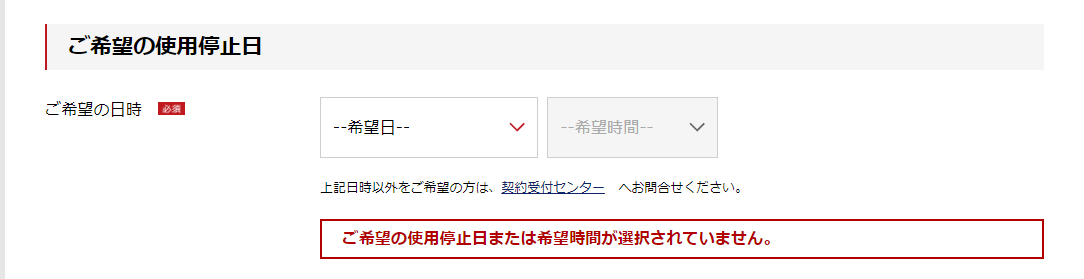 ご希望の使用停止日
ご希望の日時 必須
--希望日-- --希望時間--
上記日時以外をご希望の方は、契約受付センター へお問合せください。
ご希望の使用停止日または希望時間が選択されていません。